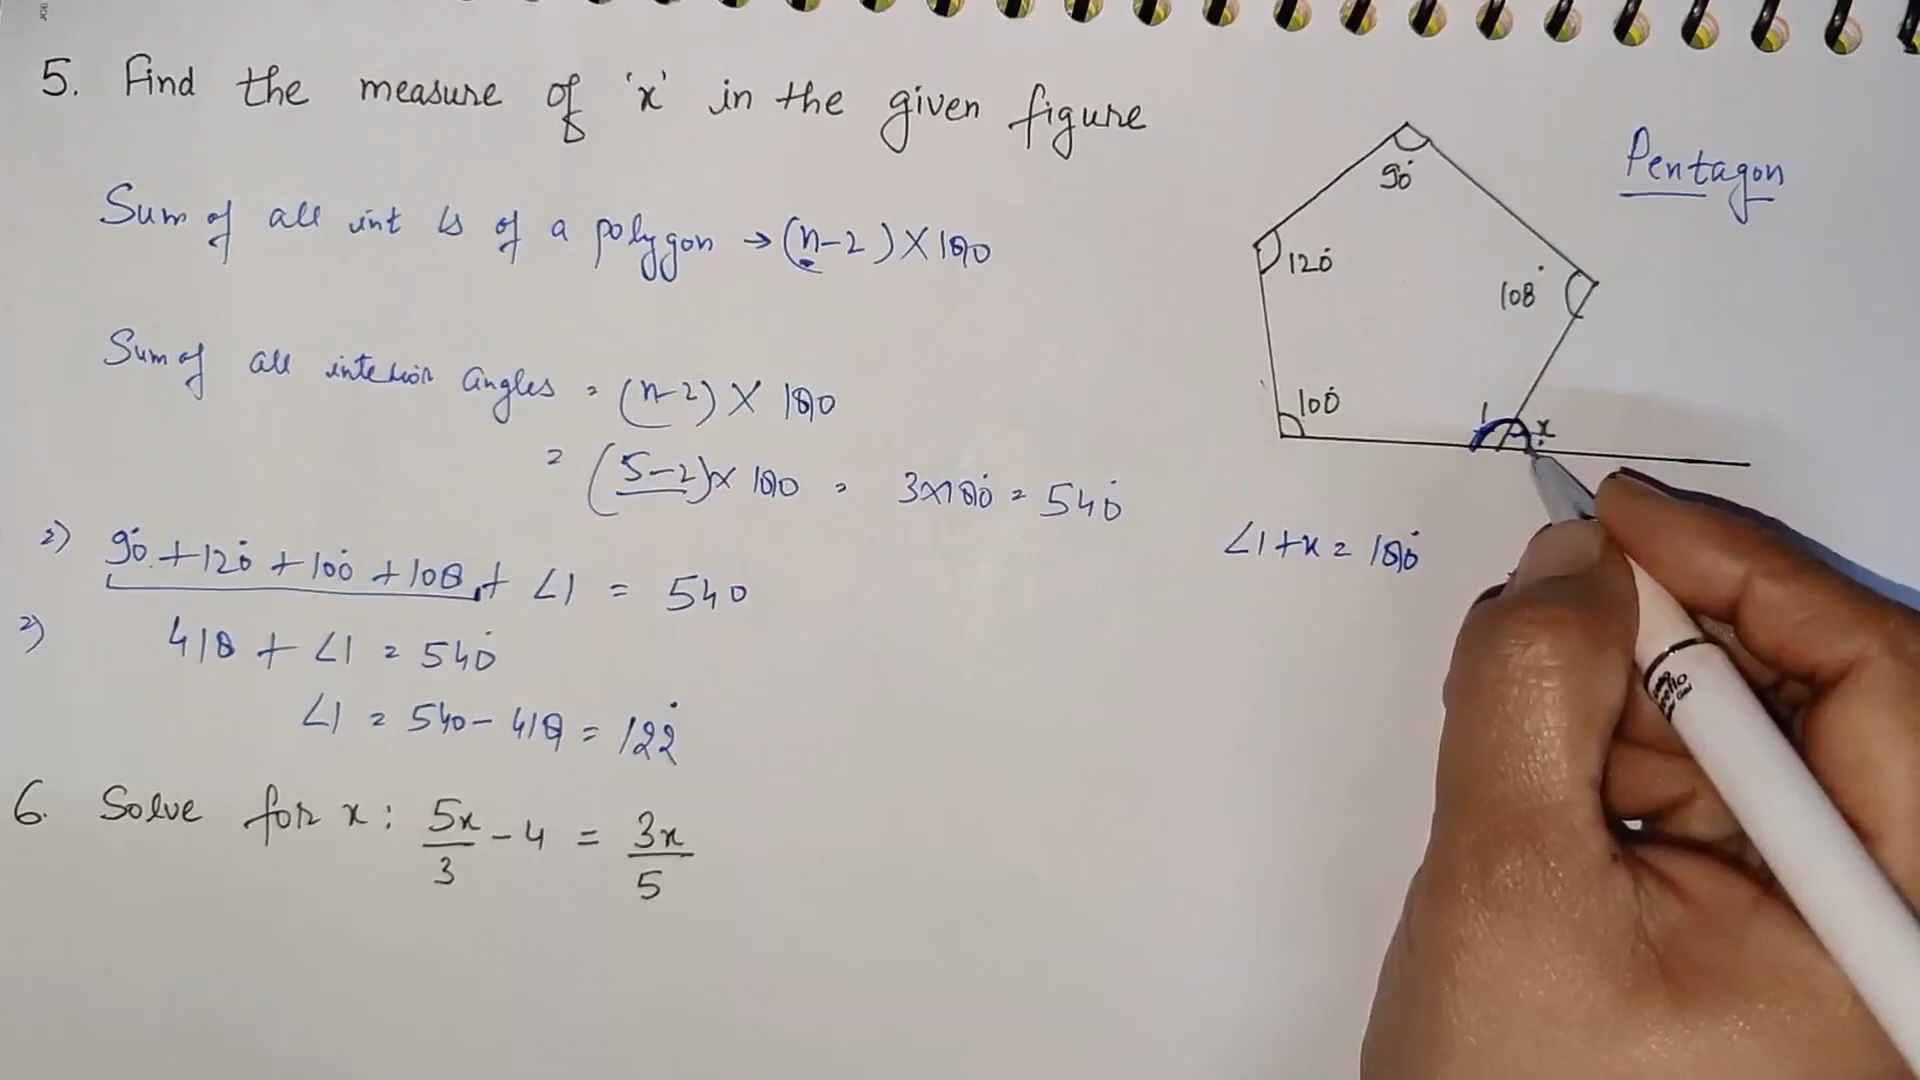 5. Find the measure of 'x' in the given figure
Sum of all int ∠s of a polygon → (n-2) × 180
Sum of all interior angles = (n-2) × 180
= (5-2) × 180 = 3×180° = 540°
90° + 120° + 100° + 108 + ∠1 = 540
418 + ∠1 = 540°
∠1 = 540 - 418 = 122°
6. Solve for x: 5x/3 - 4 = 3x/5
Pentagon
90°
120°
108°
100°
1
x
∠1 + x = 180°